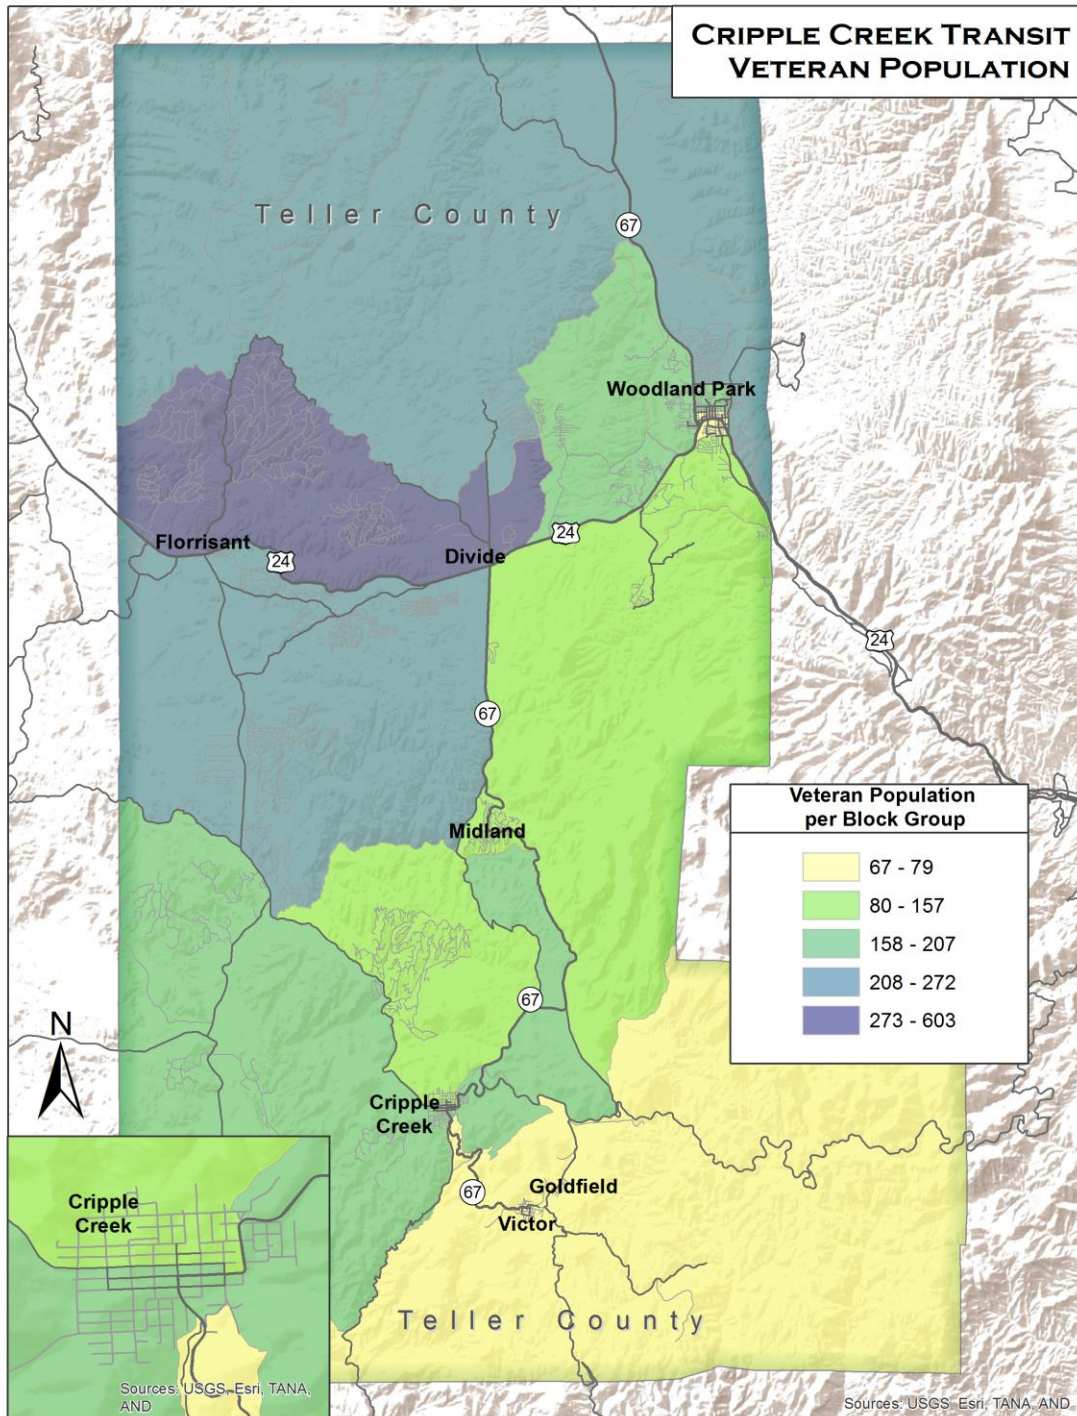 CRIPPLE CREEK TRANSIT
VETERAN POPULATION
Teller County
67
Woodland Park
Florrisant
24
Divide
24
24
67
Midland
Veteran Population
per Block Group
67 - 79
80 - 157
158 - 207
208 - 272
273 - 603
67
N
Cripple
Creek
67
Goldfield
Victor
Teller County
Cripple
Creek
Sources: USGS, Esri, TANA,
AND
Sources: USGS, Esri, TANA, AND